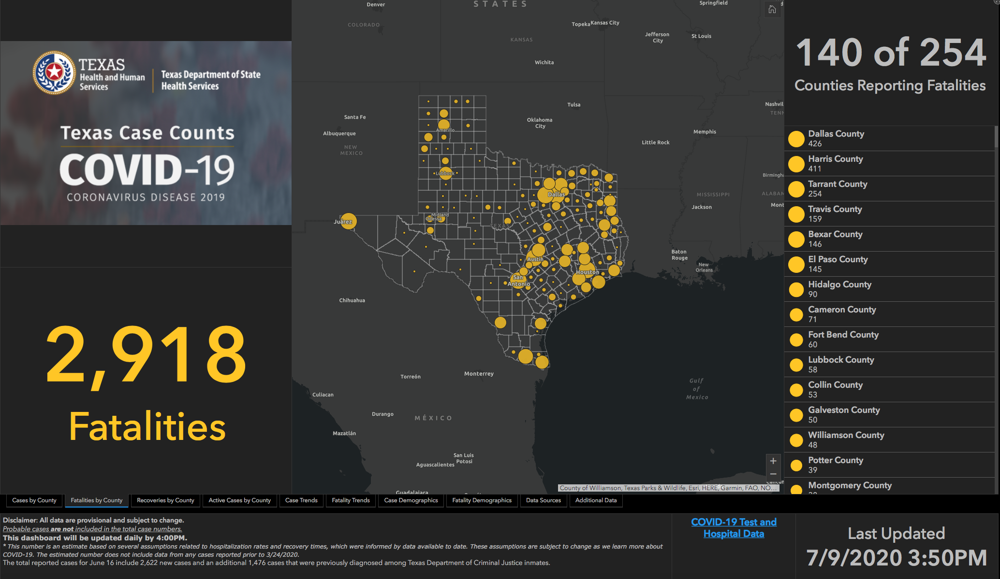 TEXAS
Health and Human
Services
Texas Department of State
Health Services
Texas Case Counts
COVID-19
CORONAVIRUS DISEASE 2019
2,918
Fatalities
Denver
STATES
Springfield
COLORADO
Topeka
Kansas City
Jefferson
City
St Louis
KANSAS
Wichita
Tulsa
Nashvil
TENN
Santa Fe
Oklahoma
City
Albuquerque
Amarillo
Memphis
Little Rock
NEW
MEXICO
Lubbock
Birmingha
Dallas
MISSISSIPPI
ALABAM
Jackson
Mont
Midland
Odessa
Juárez
TEXAS
Austin
Baton
Rouge
New
Orleans
Houston
San
Antonio
Chihuahua
Monterrey
Torreón
Gulf
of
Mexico
Culiacan
Durango
MÉXICO
Mazatlán
San Luis
Potosi
Aguascalientes
Cancun
Guadalajara
+
−
County of Williamson, Texas Parks & Wildlife, Esri, HERE, Garmin, FAO, NO...
140 of 254
Counties Reporting Fatalities
Dallas County
426
Harris County
411
Tarrant County
254
Travis County
159
Bexar County
146
El Paso County
145
Hidalgo County
90
Cameron County
71
Fort Bend County
60
Lubbock County
58
Collin County
53
Galveston County
50
Williamson County
48
Potter County
39
Montgomery County
Cases by County
Fatalities by County
Recoveries by County
Active Cases by County
Case Trends
Fatality Trends
Case Demographics
Fatality Demographics
Data Sources
Additional Data
Disclaimer: All data are provisional and subject to change.
Probable cases are not included in the total case numbers.
This dashboard will be updated daily by 4:00PM.
* This number is an estimate based on several assumptions related to hospitalization rates and recovery times, which were informed by data available to date. These assumptions are subject to change as we learn more about
COVID-19. The estimated number does not include data from any cases reported prior to 3/24/2020.
The total reported cases for June 16 include 2,622 new cases and an additional 1,476 cases that were previously diagnosed among Texas Department of Criminal Justice inmates.
COVID-19 Test and
Hospital Data
Last Updated
7/9/2020 3:50PM